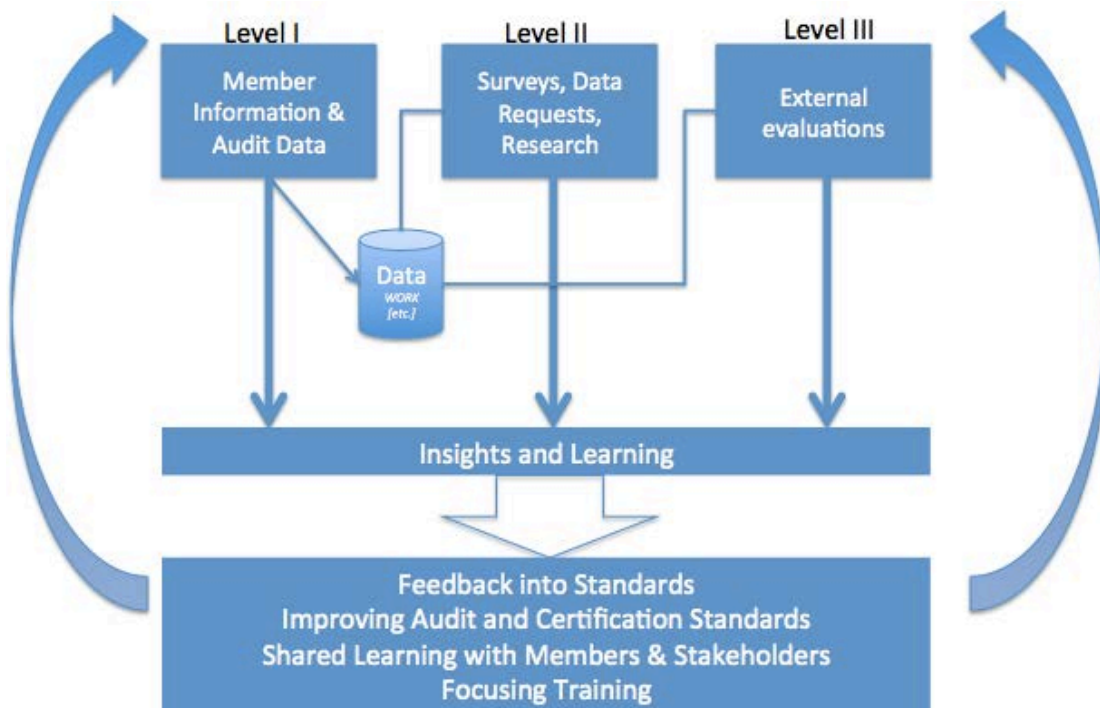 Level I
Level II
Level III
Member
Information &
Audit Data
Surveys, Data
Requests,
Research
External
evaluations
Data
WORK
[etc.]
Insights and Learning
Feedback into Standards
Improving Audit and Certification Standards
Shared Learning with Members & Stakeholders
Focusing Training